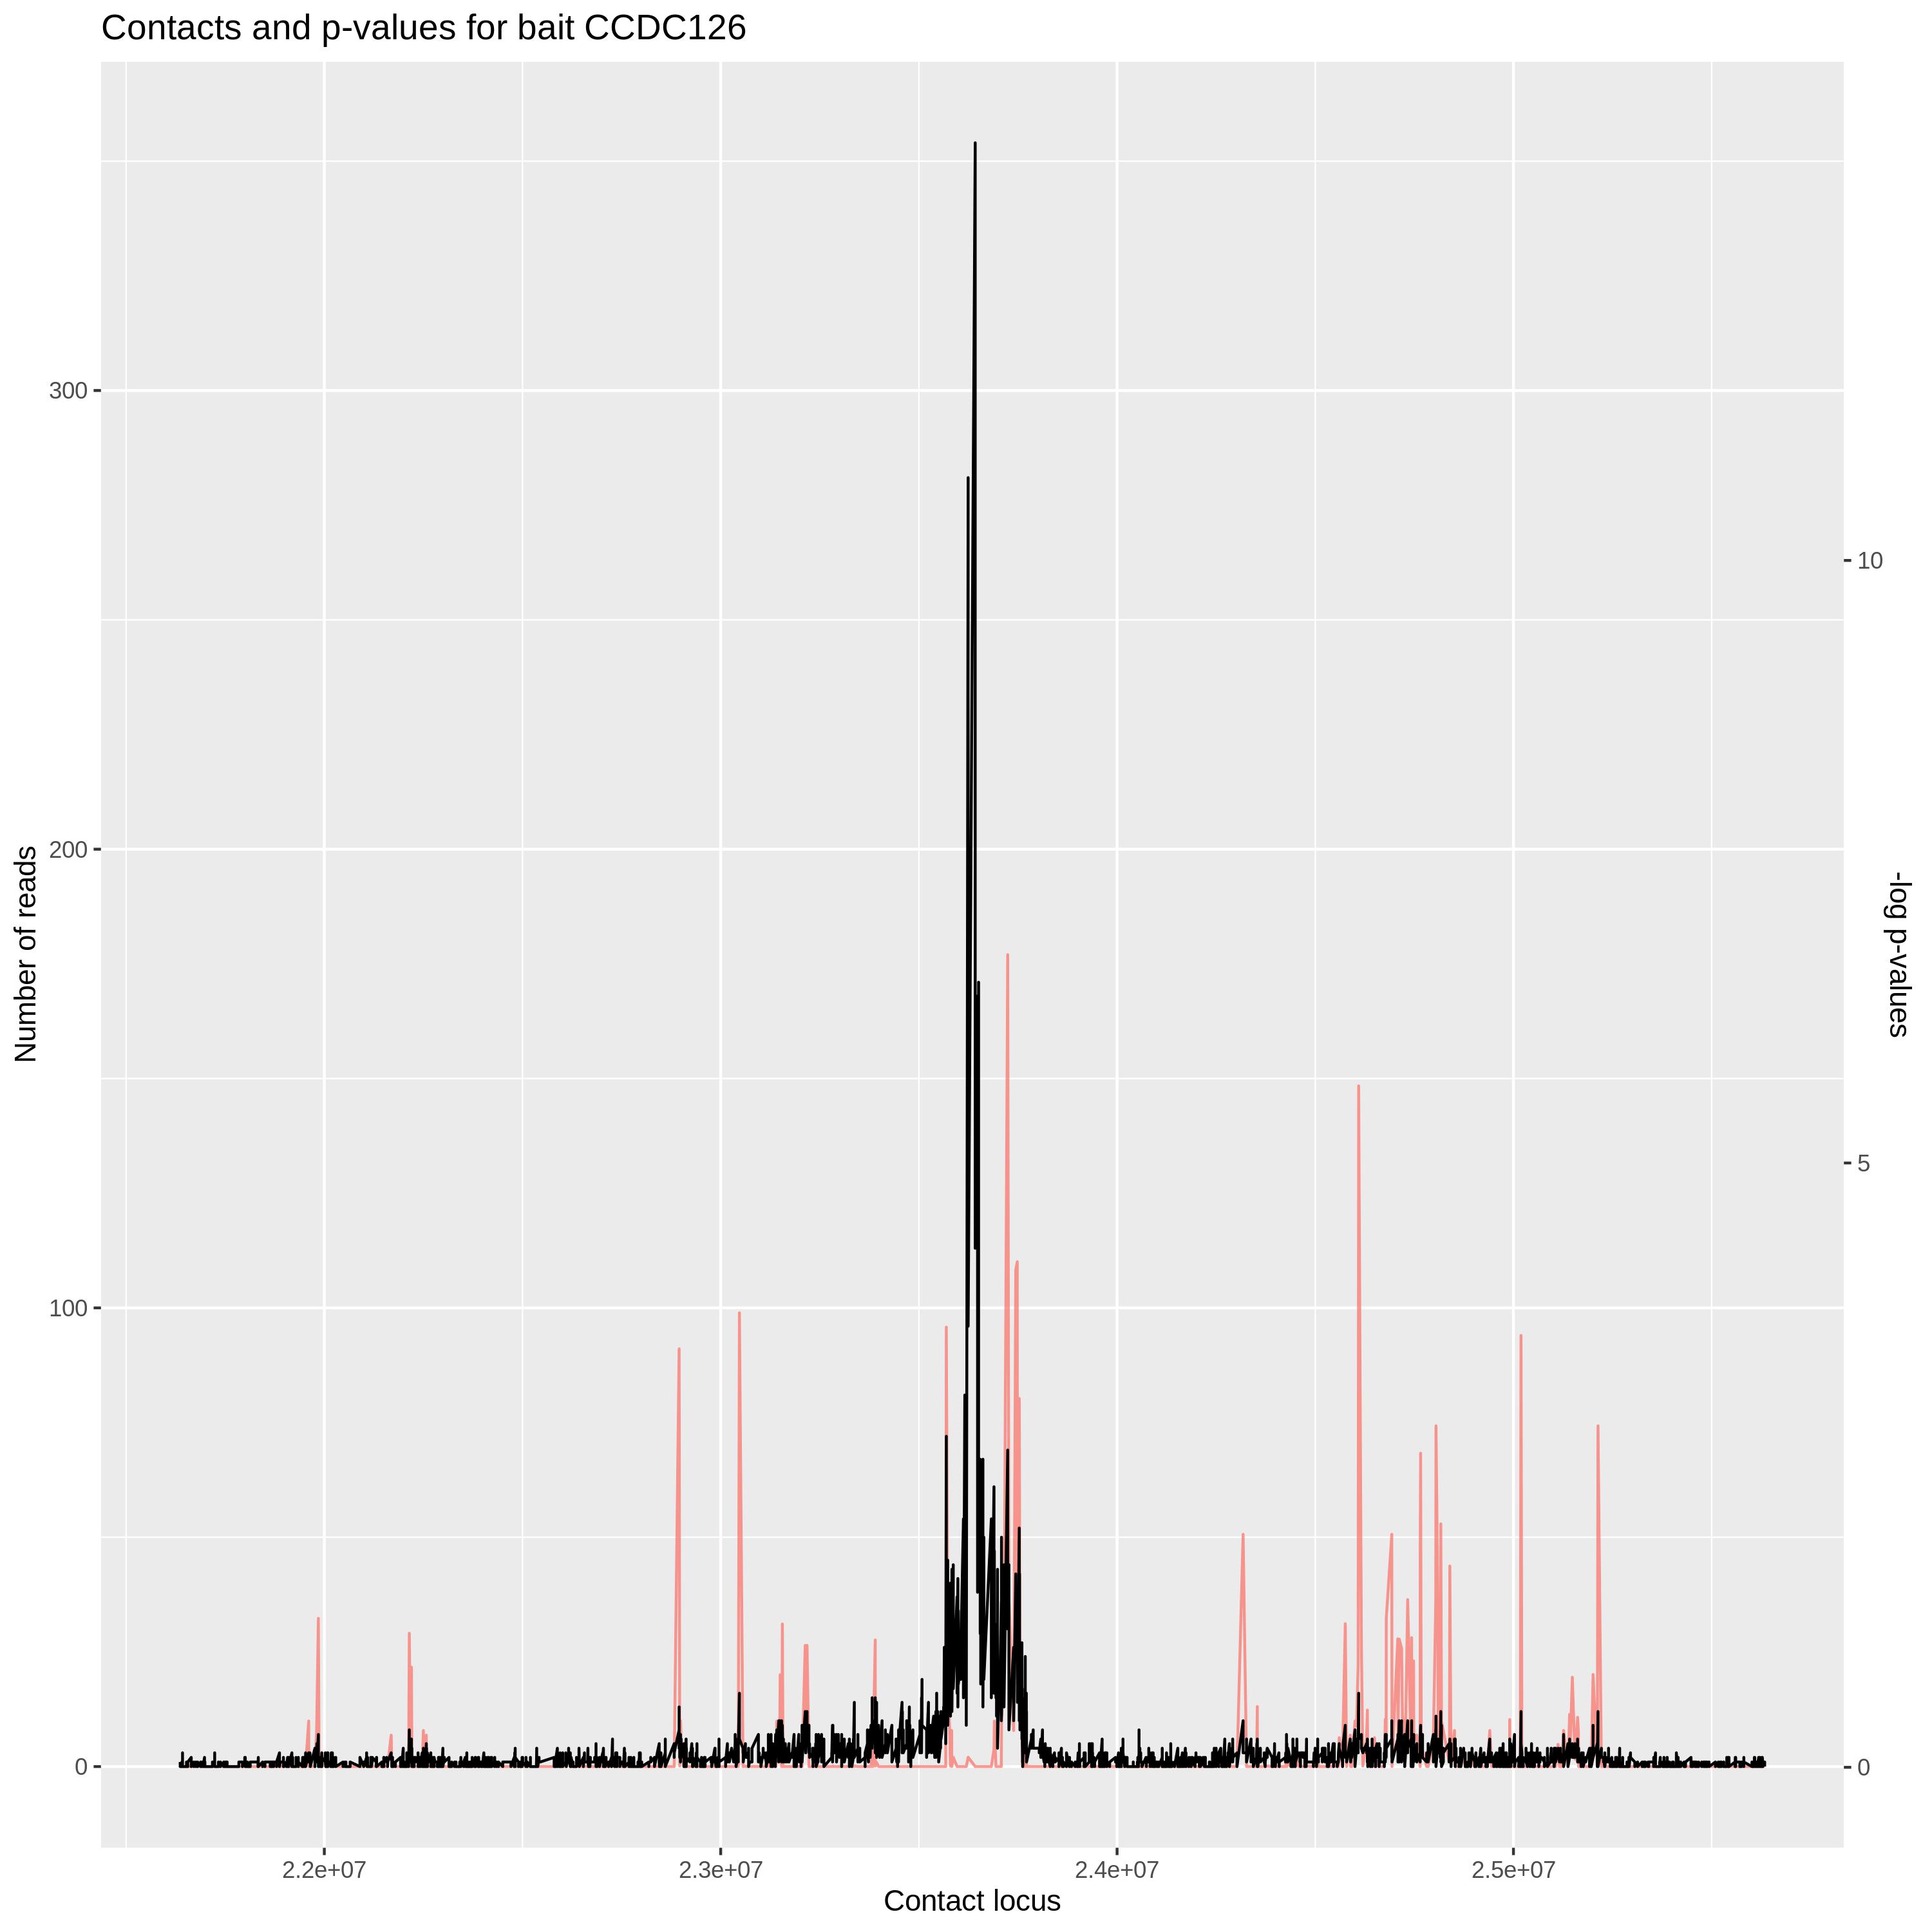 Contacts and p-values for bait CCDC126
Number of reads
300
200
100
0
10
5
0
-log p-values
2.2e+07
2.3e+07
2.4e+07
2.5e+07
Contact locus